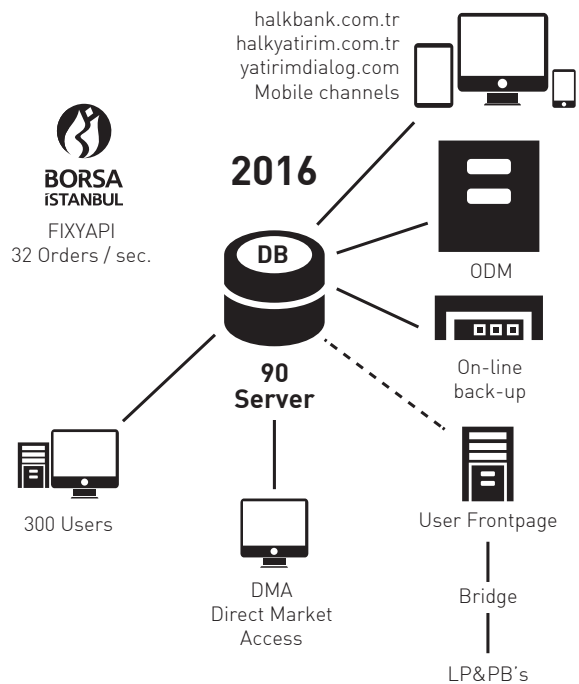 halkbank.com.tr
halkyatirim.com.tr
yatirimdialog.com
Mobile channels
BORSA
İSTANBUL
FIXYAPI
32 Orders / sec.
2016
DB
ODM
On-line
back-up
90
Server
300 Users
DMA
Direct Market
Access
User Frontpage
Bridge
LP&PB's